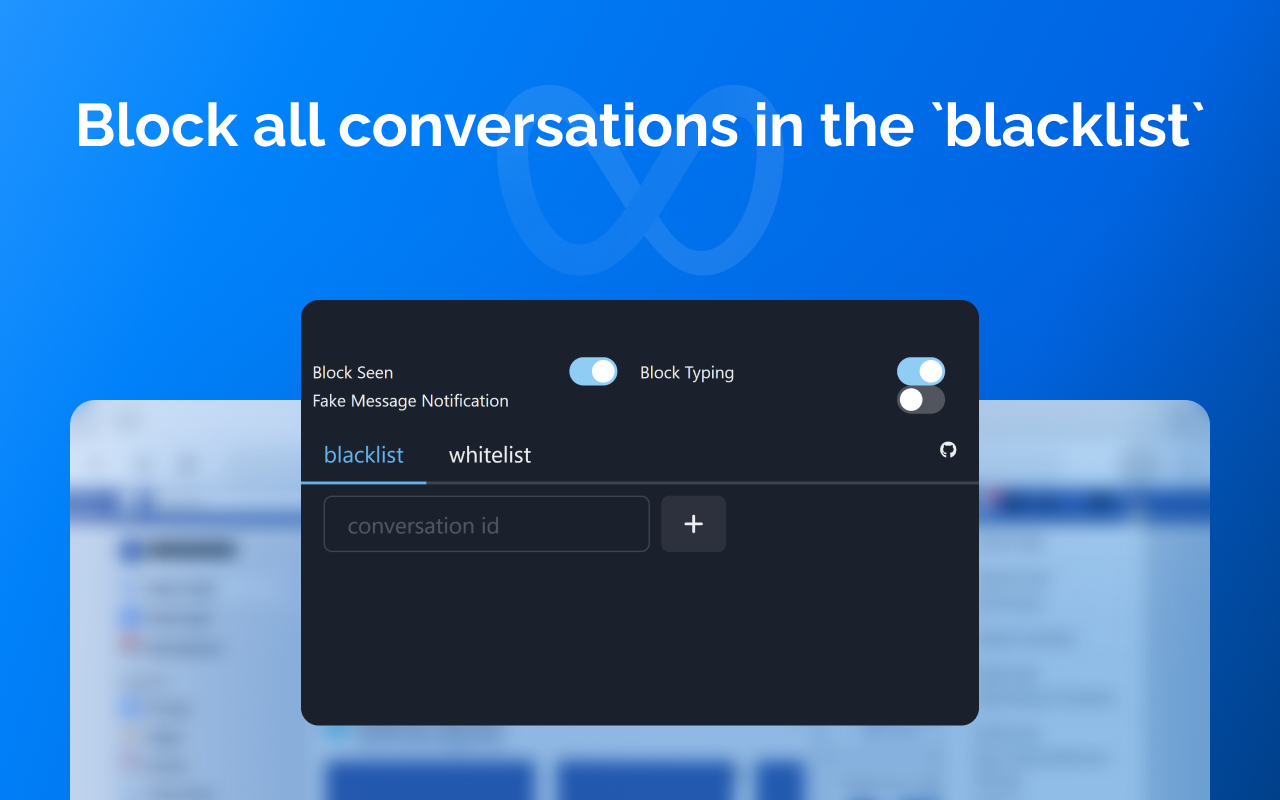 Block all conversations in the `blacklist`
Block Seen
Block Typing
Fake Message Notification
blacklist
whitelist
conversation id
+